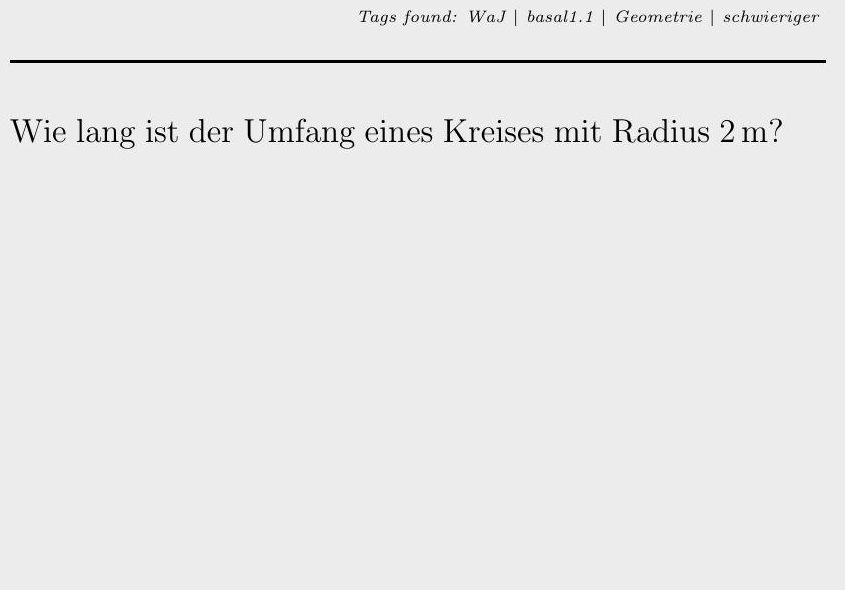 Tags found: WaJ | basal1.1 | Geometrie | schwieriger
Wie lang ist der Umfang eines Kreises mit Radius 2 m?